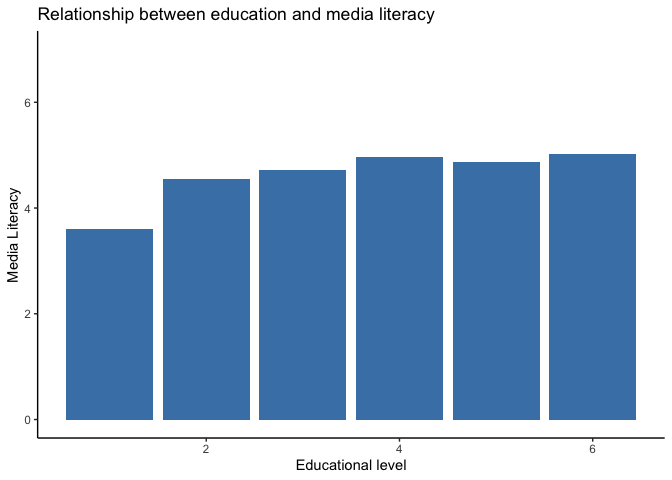 Relationship between education and media literacy
6
4
2
0
Media Literacy
2 4 6
Educational level